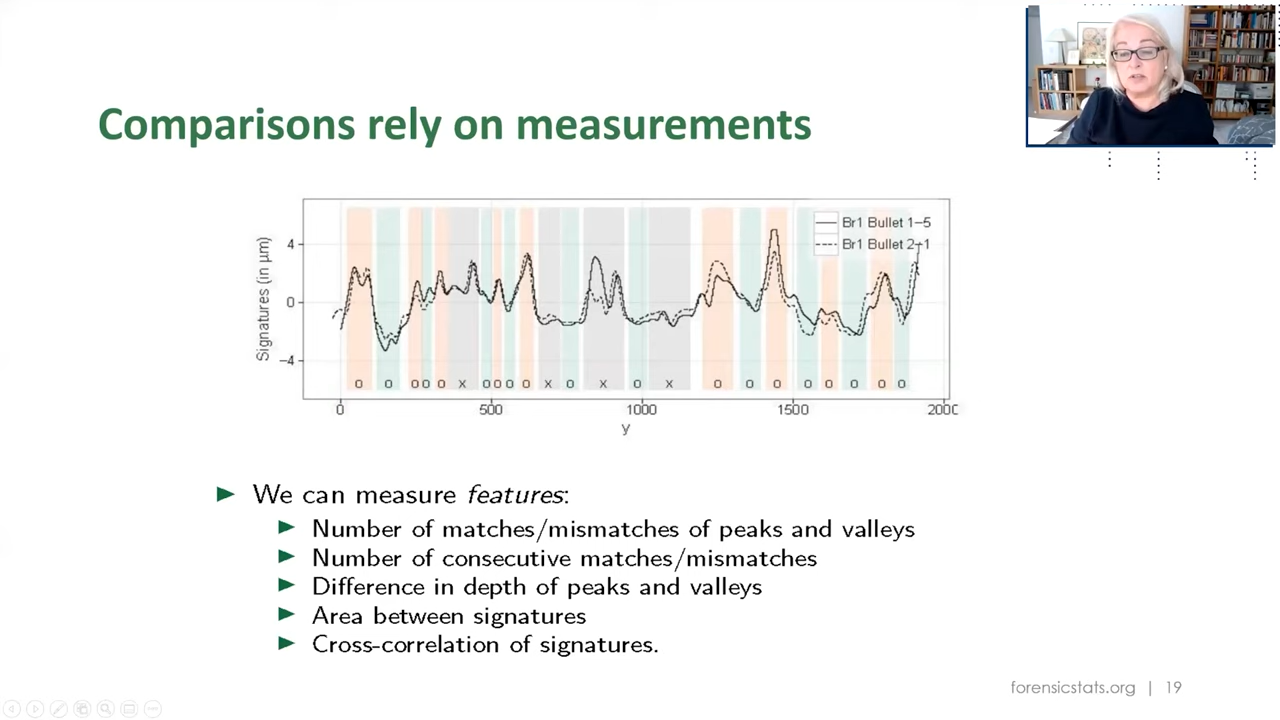 Comparisons rely on measurements
Signatures (in μm)
4
0
−4
Br1 Bullet 1−5
Br1 Bullet 2−1
o o o o o x o o o o x o x o x o o o o o o o o
0 500 1000 1500 2000
y
We can measure features:
Number of matches/mismatches of peaks and valleys
Number of consecutive matches/mismatches
Difference in depth of peaks and valleys
Area between signatures
Cross-correlation of signatures.
forensicstats.org | 19